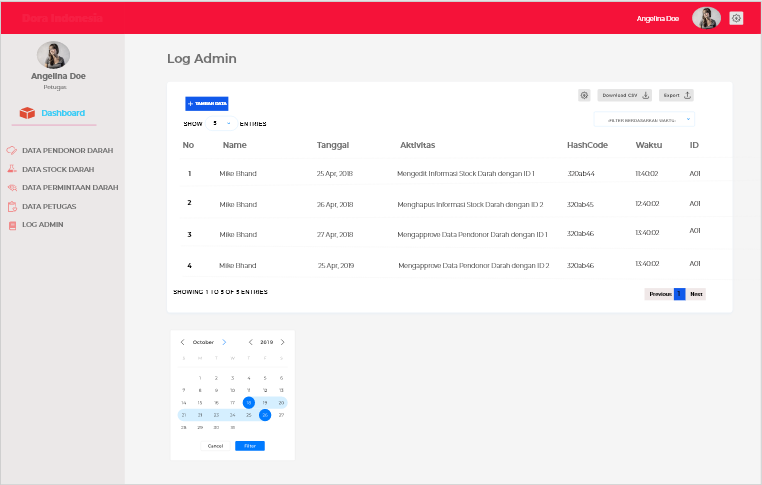 Dors Indonesia
Angelina Doe
Angelina Doe
Petugas
Dashboard
DATA PENDONOR DARAH
DATA STOCK DARAH
DATA PERMINTAAN DARAH
DATA PETUGAS
LOG ADMIN
Log Admin
+ TAMBAH DATA
Download CSV
Export
SHOW 5 ENTRIES
(FILTER BERDASARKAN WAKTU)
No Name Tanggal Aktivitas HashCode Waktu ID
1 Mike Bhand 25 Apr, 2018 Mengedit Informasi Stock Darah dengan ID 1 320ab44 11:40:02 A01
2 Mike Bhand 26 Apr, 2018 Menghapus Informasi Stock Darah dengan ID 2 320ab45 12:40:02 A01
3 Mike Bhand 27 Apr, 2018 Mengapprove Data Pendonor Darah dengan ID 1 320ab46 13:40:02 A01
4 Mike Bhand 25 Apr, 2019 Mengapprove Data Pendonor Darah dengan ID 2 320ab46 13:40:02 A01
SHOWING 1 TO 3 OF 3 ENTRIES
Previous 1 Next
October 2019
S M T W T F S
1 2 3 4 5 6
7 8 9 10 11 12 13
14 15 16 17 18 19 20
21 22 23 24 25 26 27
28 29 30 31
Cancel Filter